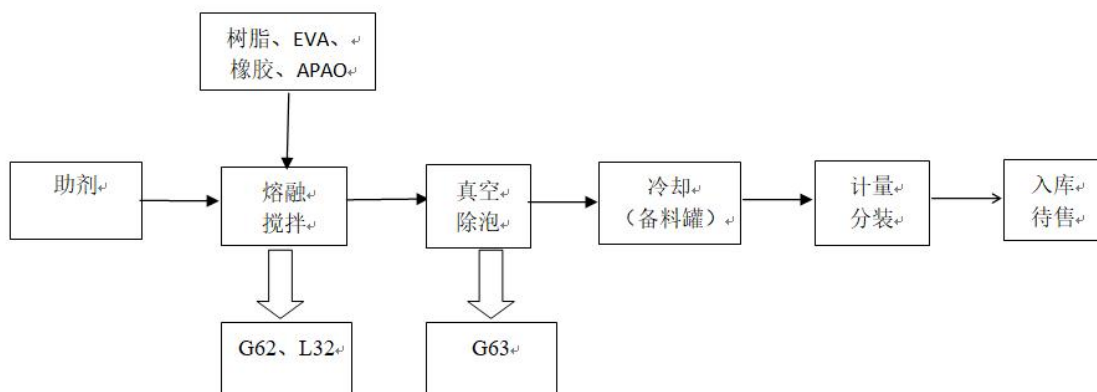 树脂、EVA、
橡胶、APAO
助剂
熔融
搅拌
真空
除泡
冷却
（备料罐）
计量
分装
入库
待售
G62、L32
G63